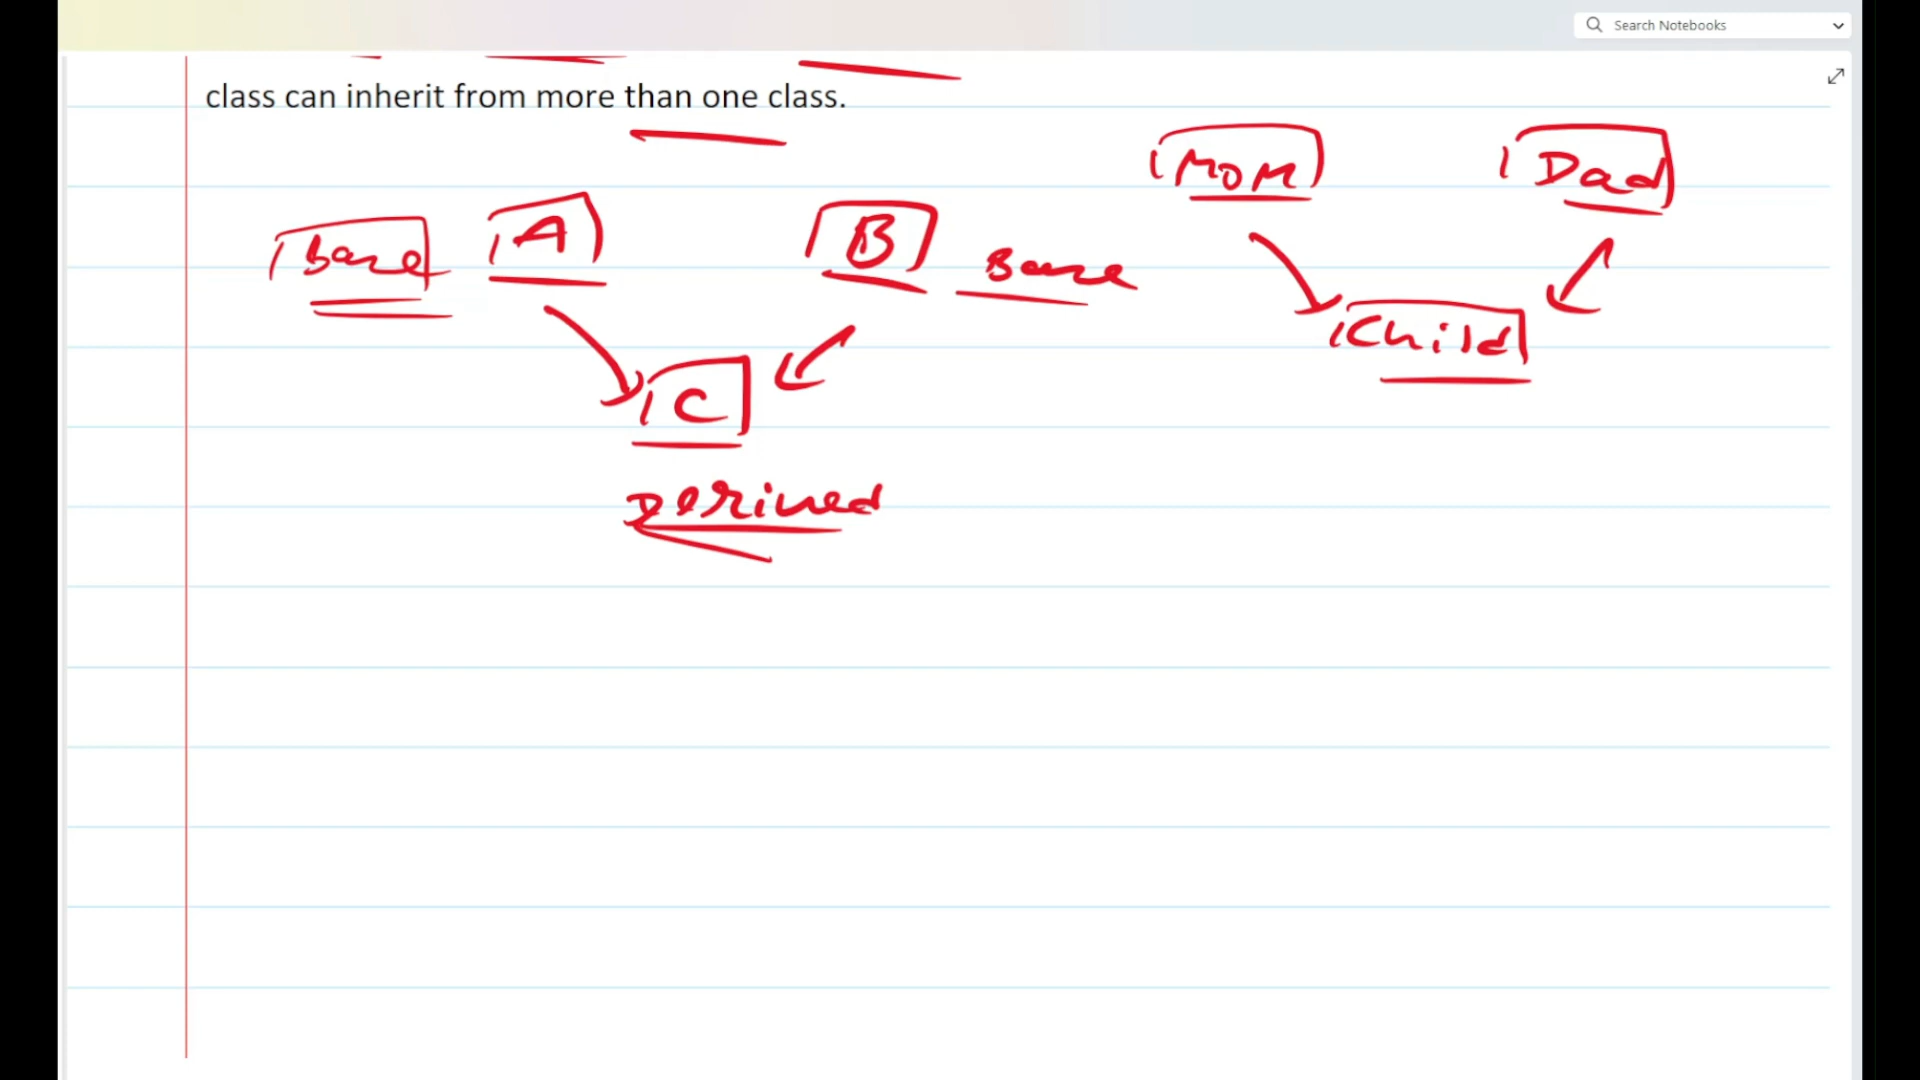 Search Notebooks
class can inherit from more than one class.
MOM Dad
Base A B Base
Child
C
Derived